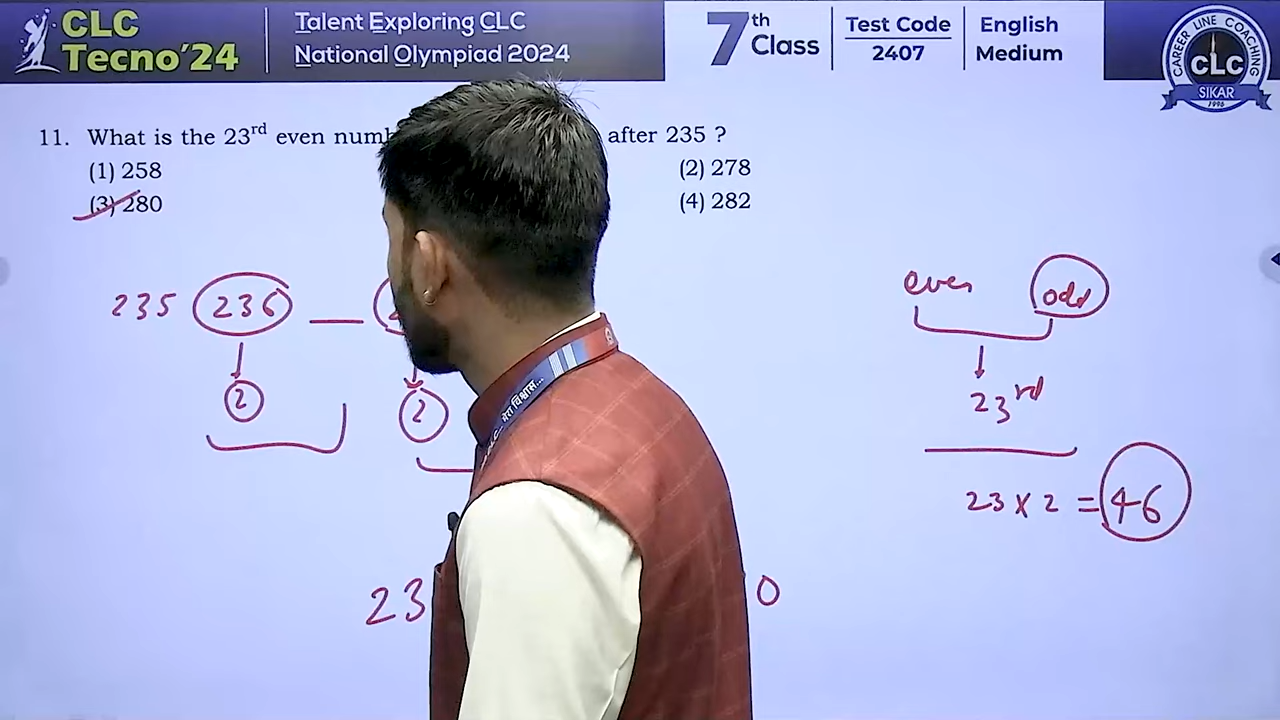 CLC
Tecno'24
Talent Exploring CLC
National Olympiad 2024
7th Class
Test Code
2407
English
Medium
CAREER LINE COACHING
CLC
SIKAR
1996
11. What is the 23rd even after 235 ?
(1) 258
(2) 278
(3) 280
(4) 282
235 236
2
2
even odd
23rd
23 x 2 = 46
23 0